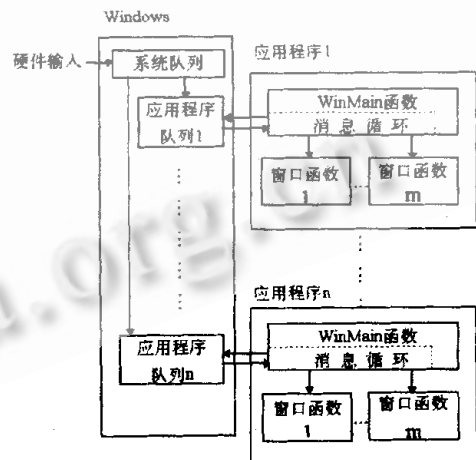 Windows
硬件输入
系统队列
应用程序
队列1
应用程序
队列n
应用程序1
WinMain函数
消息循环
窗口函数
1
窗口函数
m
应用程序n
WinMain函数
消息循环
窗口函数
1
窗口函数
m